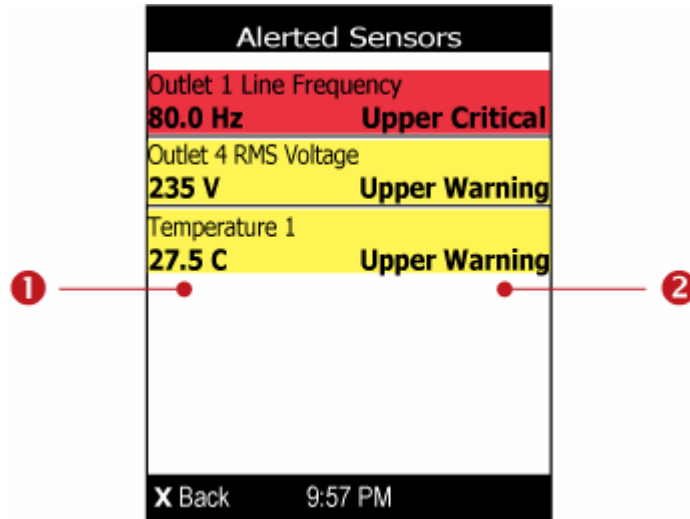 Alerted Sensors
Outlet 1 Line Frequency
80.0 Hz Upper Critical
Outlet 4 RMS Voltage
235 V Upper Warning
Temperature 1
27.5 C Upper Warning
1 2
X Back 9:57 PM